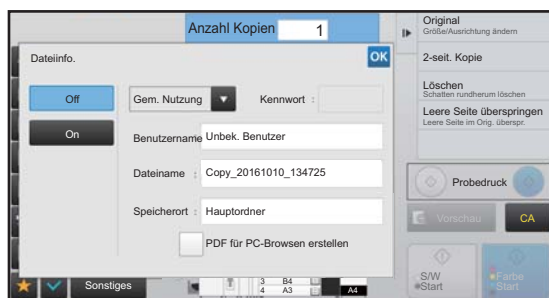 Anzahl Kopien 1
Original
Größe/Ausrichtung ändern
2-seit. Kopie
Löschen
Schatten rundherum löschen
Leere Seite überspringen
Leere Seite im Orig. überspr.
Probedruck
Vorschau CA
S/W Start
Farbe Start
Dateiinfo. OK
Off
On
Gem. Nutzung Kennwort :
Benutzername Unbek. Benutzer
Dateiname : Copy_20161010_134725
Speicherort : Hauptordner
PDF für PC-Browsen erstellen
Sonstiges
3 B4
4 A3
A4